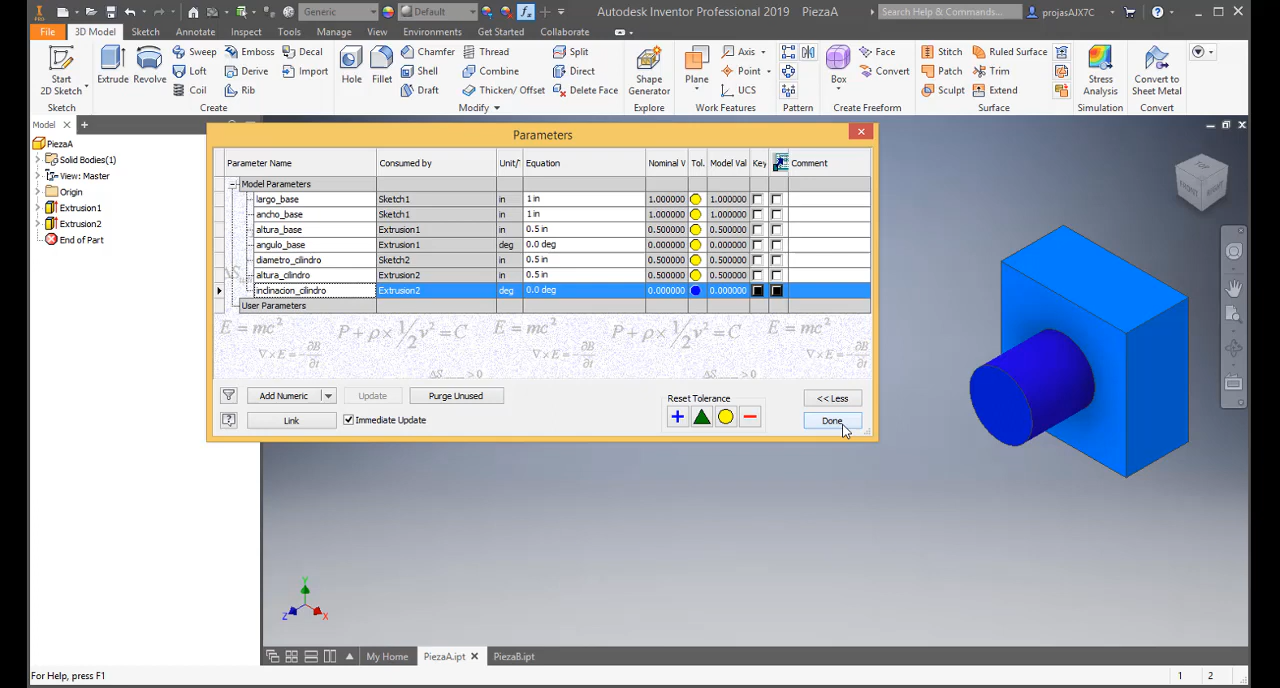 PRO Generic Default Autodesk Inventor Professional 2019 PiezaA Search Help & Commands... projasAJX7C
File 3D Model Sketch Annotate Inspect Tools Manage View Environments Get Started Collaborate
Start 2D Sketch
Extrude Revolve
Sweep Emboss Decal
Loft Derive Import
Coil Rib
Hole Fillet
Chamfer Thread Split
Shell Combine Direct
Draft Thicken/ Offset Delete Face
Shape Generator
Plane
Axis
Point
UCS
Box
Face
Convert
Stitch Ruled Surface
Patch Trim
Sculpt Extend
Stress Analysis
Convert to Sheet Metal
Sketch Create Modify Explore Work Features Pattern Create Freeform Surface Simulation Convert
Model
PiezaA
Solid Bodies(1)
View: Master
Origin
Extrusion1
Extrusion2
End of Part
Parameters
Parameter Name Consumed by Unit/ Equation Nominal V Tol. Model Val Key Comment
Model Parameters
largo_base Sketch1 in 1 in 1.000000 1.000000
ancho_base Sketch1 in 1 in 1.000000 1.000000
altura_base Extrusion1 in 0.5 in 0.500000 0.500000
angulo_base Extrusion1 deg 0.0 deg 0.000000 0.000000
diametro_cilindro Sketch2 in 0.5 in 0.500000 0.500000
altura_cilindro Extrusion2 in 0.5 in 0.500000 0.500000
inclinacion_cilindro Extrusion2 deg 0.0 deg 0.000000 0.000000
User Parameters
Add Numeric Update Purge Unused
Reset Tolerance
<< Less
Link Immediate Update
Done
FRONT RIGHT
Y
Z X
My Home PiezaA.ipt PiezaB.ipt
For Help, press F1 1 2